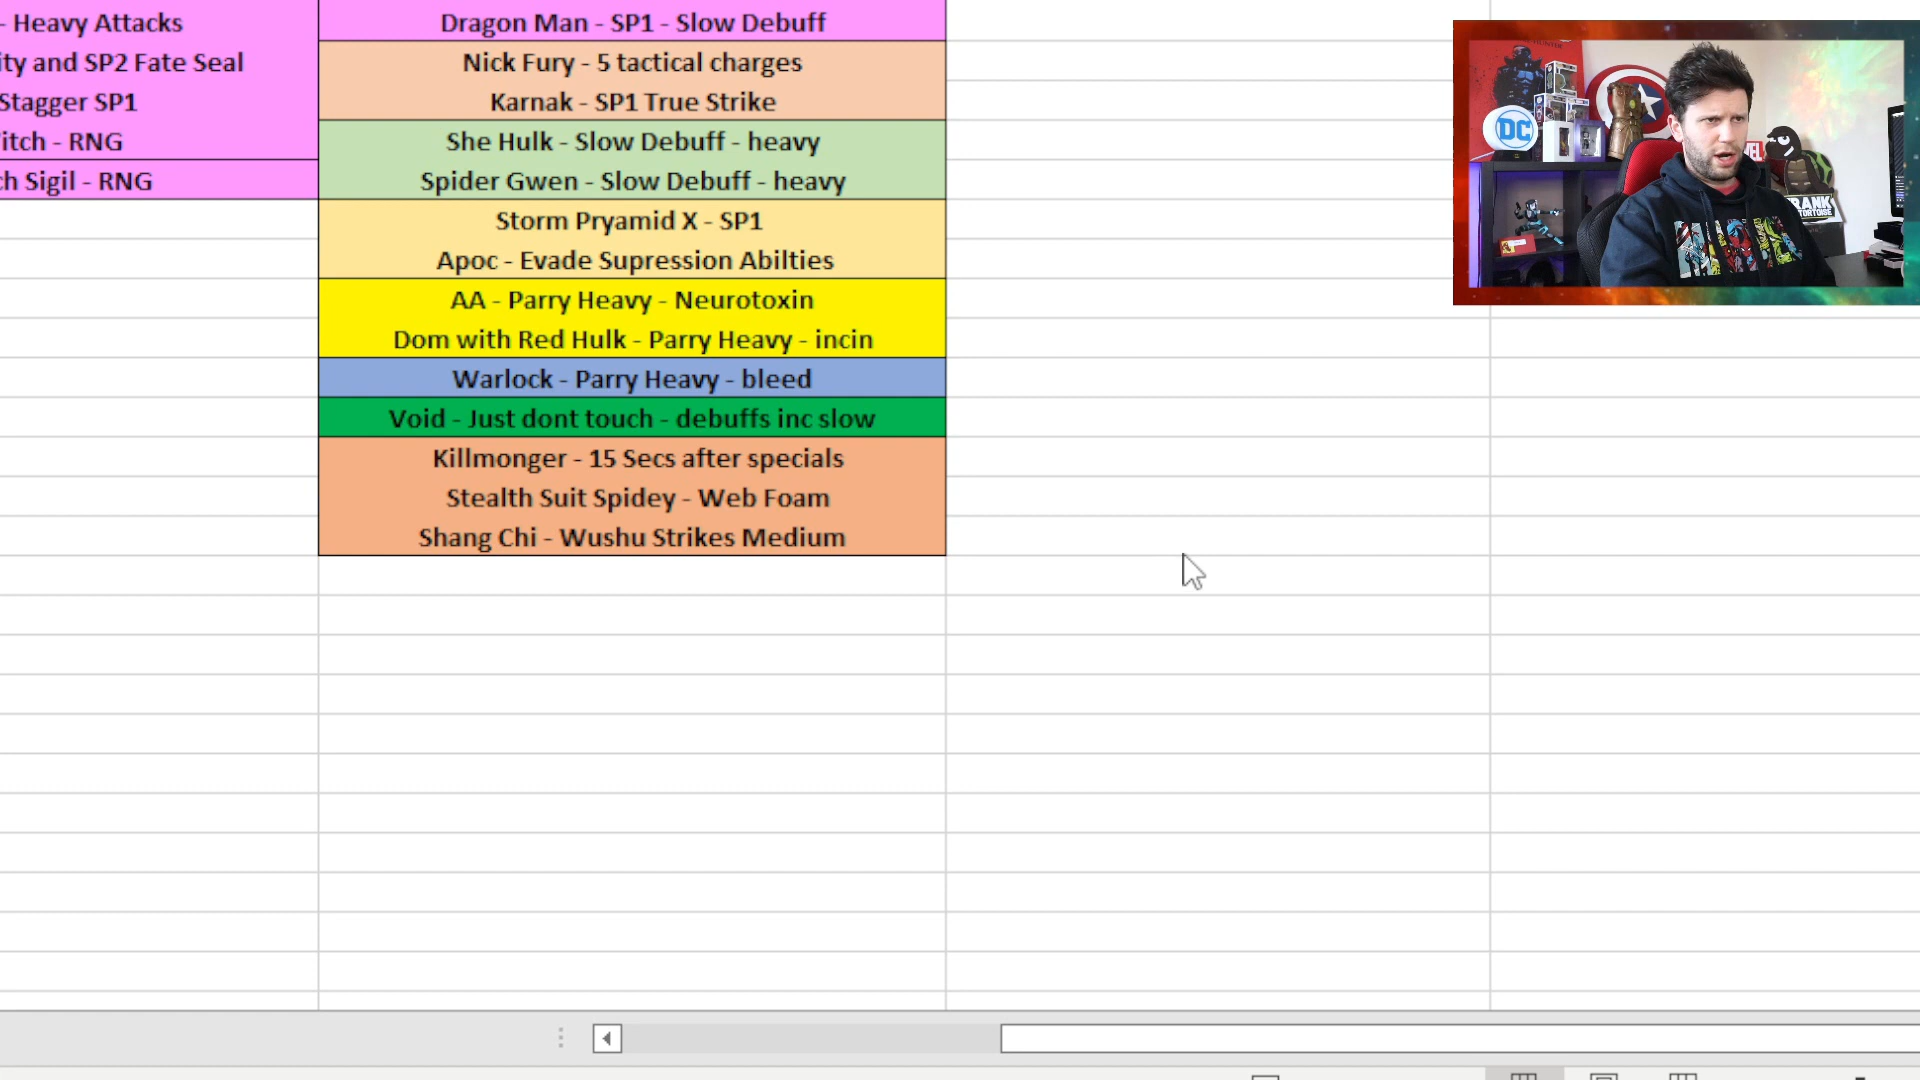 - Heavy Attacks
ity and SP2 Fate Seal
Stagger SP1
itch - RNG
ch Sigil - RNG
Dragon Man - SP1 - Slow Debuff
Nick Fury - 5 tactical charges
Karnak - SP1 True Strike
She Hulk - Slow Debuff - heavy
Spider Gwen - Slow Debuff - heavy
Storm Pryamid X - SP1
Apoc - Evade Supression Abilties
AA - Parry Heavy - Neurotoxin
Dom with Red Hulk - Parry Heavy - incin
Warlock - Parry Heavy - bleed
Void - Just dont touch - debuffs inc slow
Killmonger - 15 Secs after specials
Stealth Suit Spidey - Web Foam
Shang Chi - Wushu Strikes Medium
DC